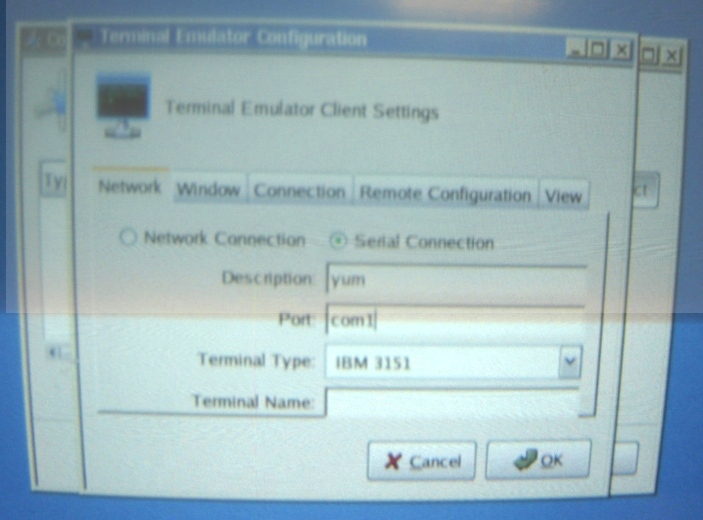 Terminal Emulator Configuration
Terminal Emulator Client Settings
Network Window Connection Remote Configuration View
Network Connection Serial Connection
Description: yum
Port: com1
Terminal Type: IBM 3151
Terminal Name:
Cancel OK